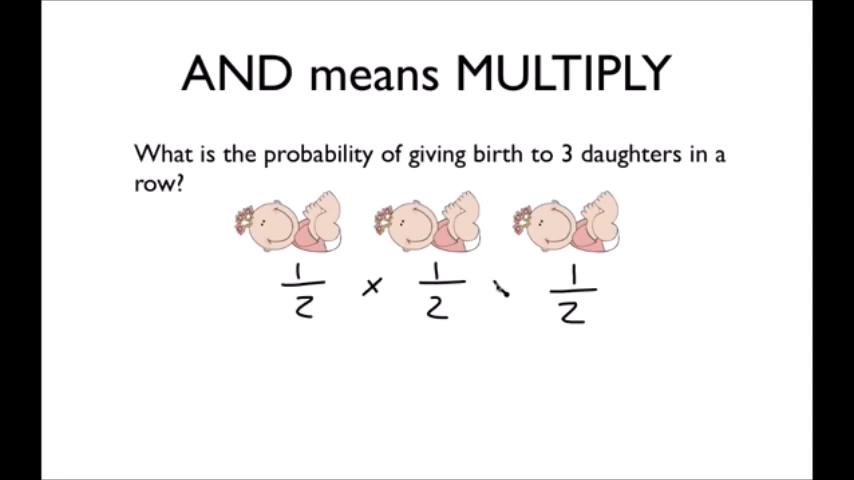 AND means MULTIPLY
What is the probability of giving birth to 3 daughters in a
row?
1/2 × 1/2 1/2